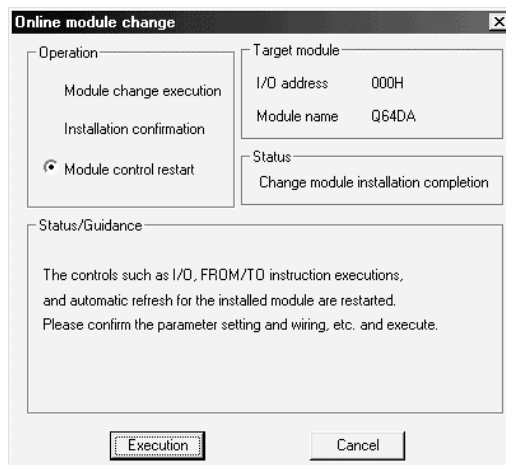 Online module change
Operation
Module change execution
Installation confirmation
Module control restart
Target module
I/O address 000H
Module name Q64DA
Status
Change module installation completion
Status/Guidance
The controls such as I/O, FROM/TO instruction executions,
and automatic refresh for the installed module are restarted.
Please confirm the parameter setting and wiring, etc. and execute.
Execution
Cancel